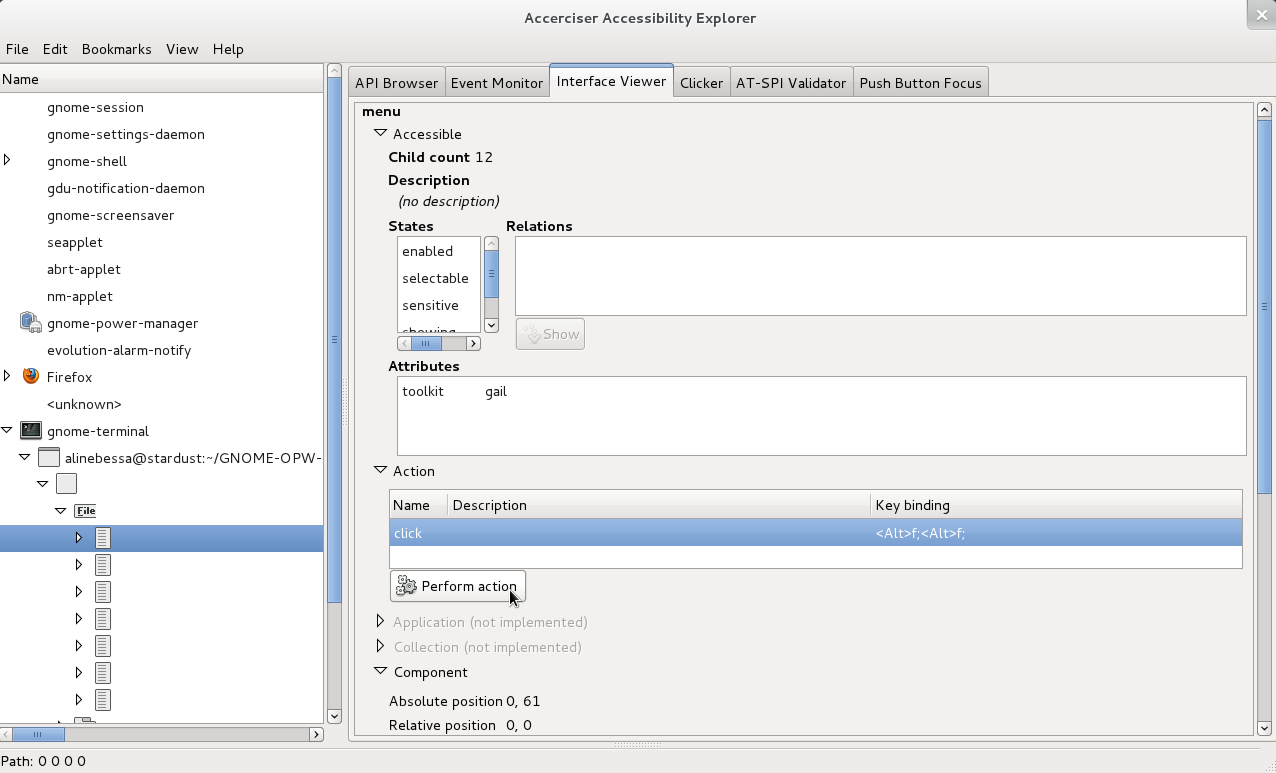 Accerciser Accessibility Explorer
File Edit Bookmarks View Help
Name
gnome-session
gnome-settings-daemon
gnome-shell
gdu-notification-daemon
gnome-screensaver
seapplet
abrt-applet
nm-applet
gnome-power-manager
evolution-alarm-notify
Firefox
<unknown>
gnome-terminal
alinebessa@stardust:~/GNOME-OPW-
File
API Browser Event Monitor Interface Viewer Clicker AT-SPI Validator Push Button Focus
menu
Accessible
Child count 12
Description
(no description)
States Relations
enabled
selectable
sensitive
showing
Show
Attributes
toolkit gail
Action
Name Description Key binding
click <Alt>f;<Alt>f;
Perform action
Application (not implemented)
Collection (not implemented)
Component
Absolute position 0, 61
Relative position 0, 0
Path: 0 0 0 0